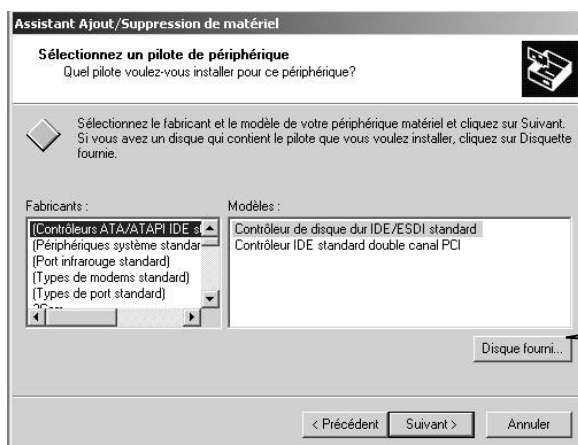 Assistant Ajout/Suppression de matériel
Sélectionnez un pilote de périphérique
Quel pilote voulez-vous installer pour ce périphérique?
Sélectionnez le fabricant et le modèle de votre périphérique matériel et cliquez sur Suivant.
Si vous avez un disque qui contient le pilote que vous voulez installer, cliquez sur Disquette
fournie.
Fabricants :
(Contrôleurs ATA/ATAPI IDE s
(Périphériques système standar
(Port infrarouge standard)
(Types de modems standard)
(Types de port standard)
Modèles :
Contrôleur de disque dur IDE/ESDI standard
Contrôleur IDE standard double canal PCI
Disque fourni...
< Précédent
Suivant >
Annuler